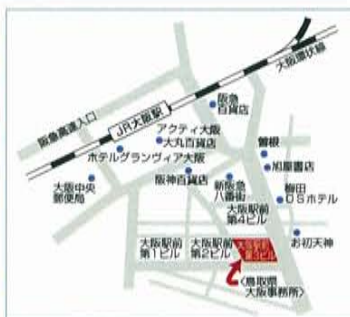 大阪環状線
阪急高速入口
JR大阪駅
阪急
百貨店
アクティ大阪
大丸百貨店
ホテルグランヴィア大阪
曽根
旭屋書店
大阪中央
郵便局
阪神百貨店
新阪急
八番街
梅田
OSホテル
大阪駅前
第4ビル
お初天神
大阪駅前
第1ビル
大阪駅前
第2ビル
大阪駅前
第3ビル
〈鳥取県
大阪事務所〉